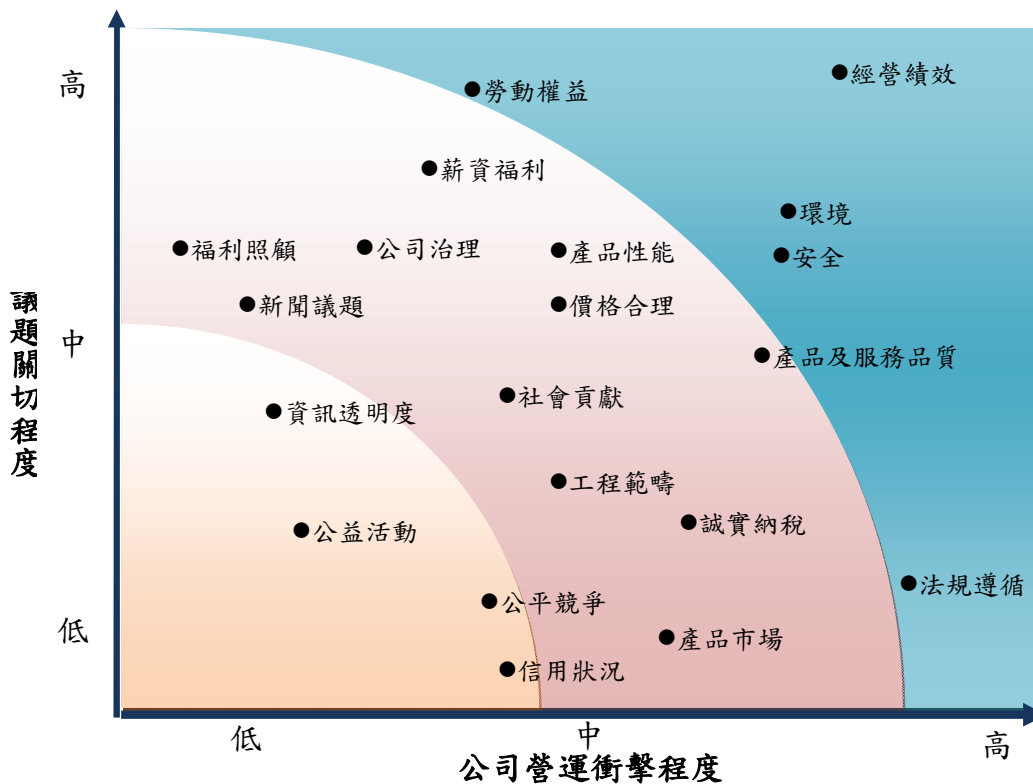 高
中
低
議題關切程度
●經營績效
●勞動權益
●薪資福利
●環境
●福利照顧
●公司治理
●產品性能
●安全
●新聞議題
●價格合理
●產品及服務品質
●社會貢獻
●資訊透明度
●工程範疇
●誠實納稅
●公益活動
●法規遵循
●公平競爭
●產品市場
●信用狀況
低
中
高
公司營運衝擊程度